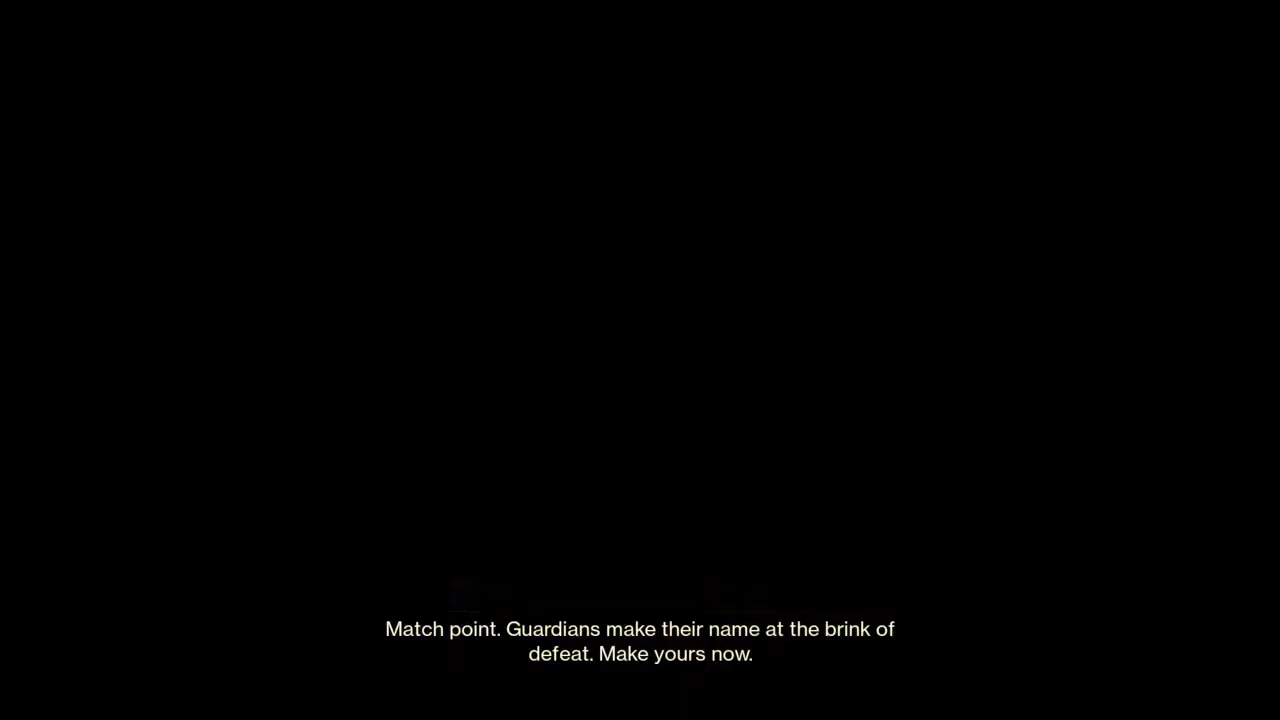 Match point. Guardians make their name at the brink of
defeat. Make yours now.